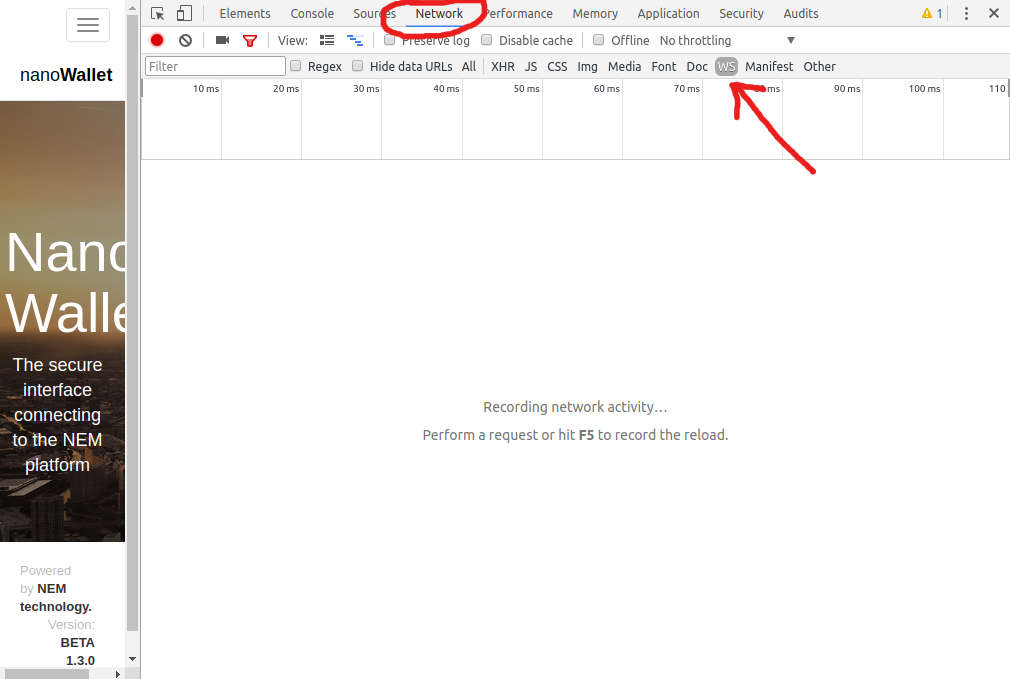 nanoWallet
Nano
Walle
The secure
interface
connecting
to the NEM
platform
Powered
by NEM
technology.
Version:
BETA
1.3.0
Elements Console Sources Network Performance Memory Application Security Audits 1
View: Preserve log Disable cache Offline No throttling
Filter Regex Hide data URLs All XHR JS CSS Img Media Font Doc WS Manifest Other
10 ms 20 ms 30 ms 40 ms 50 ms 60 ms 70 ms 80 ms 90 ms 100 ms 110
Recording network activity…
Perform a request or hit F5 to record the reload.